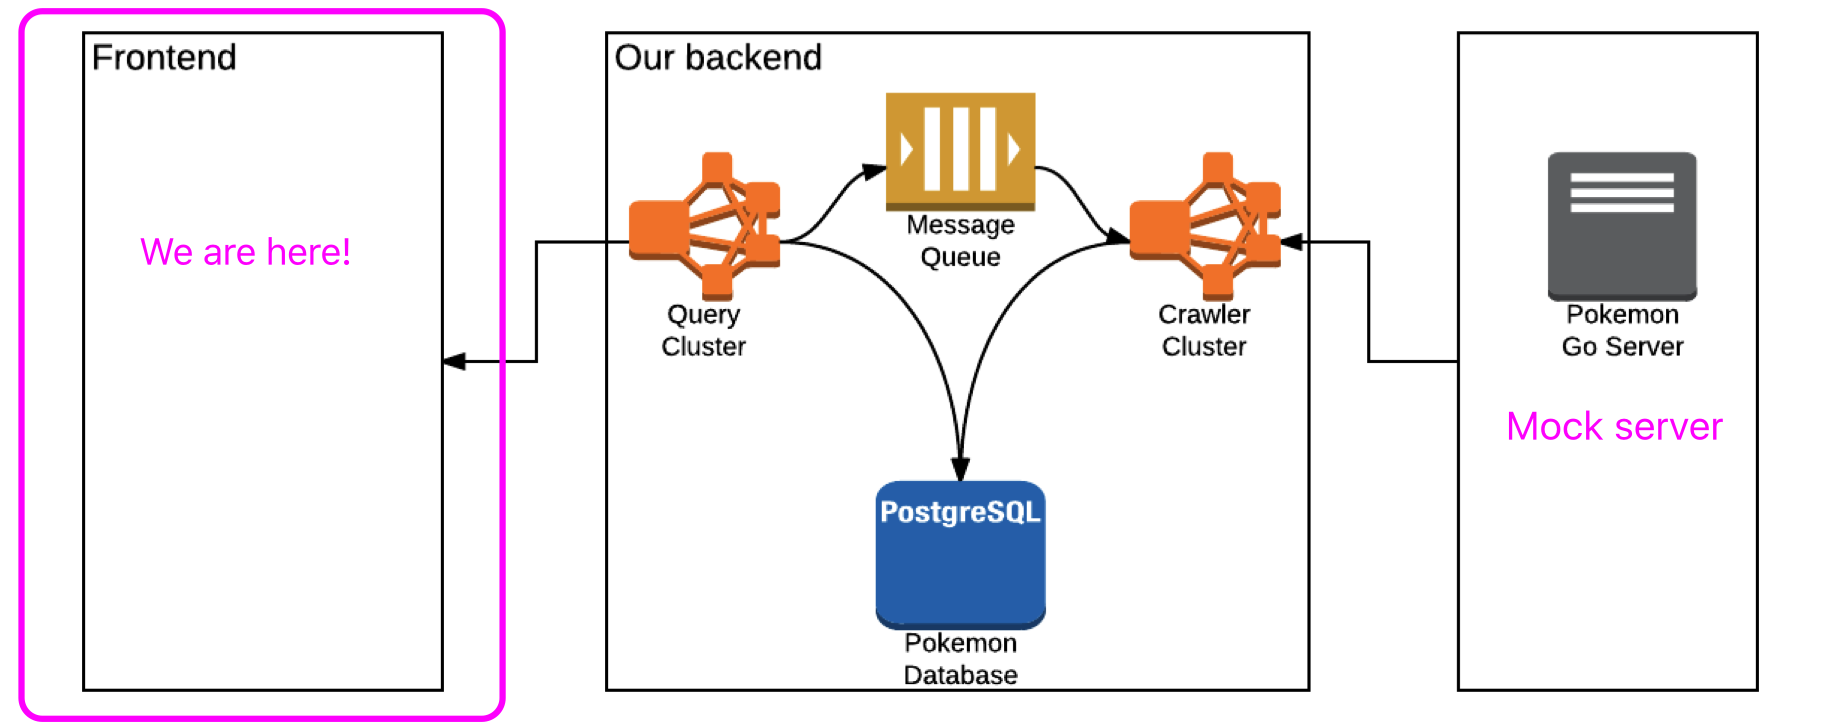 Frontend
We are here!
Our backend
Message
Queue
Query
Cluster
Crawler
Cluster
PostgreSQL
Pokemon
Database
Pokemon
Go Server
Mock server